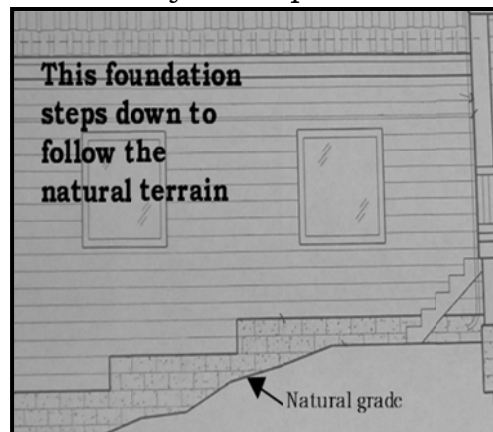 This foundation
steps down to
follow the
natural terrain
Natural grade